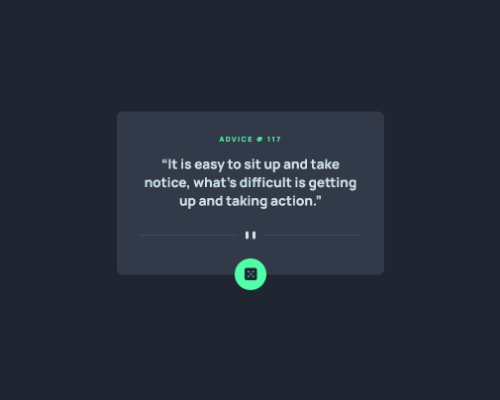 ADVICE # 117
“It is easy to sit up and take
notice, what’s difficult is getting
up and taking action.”